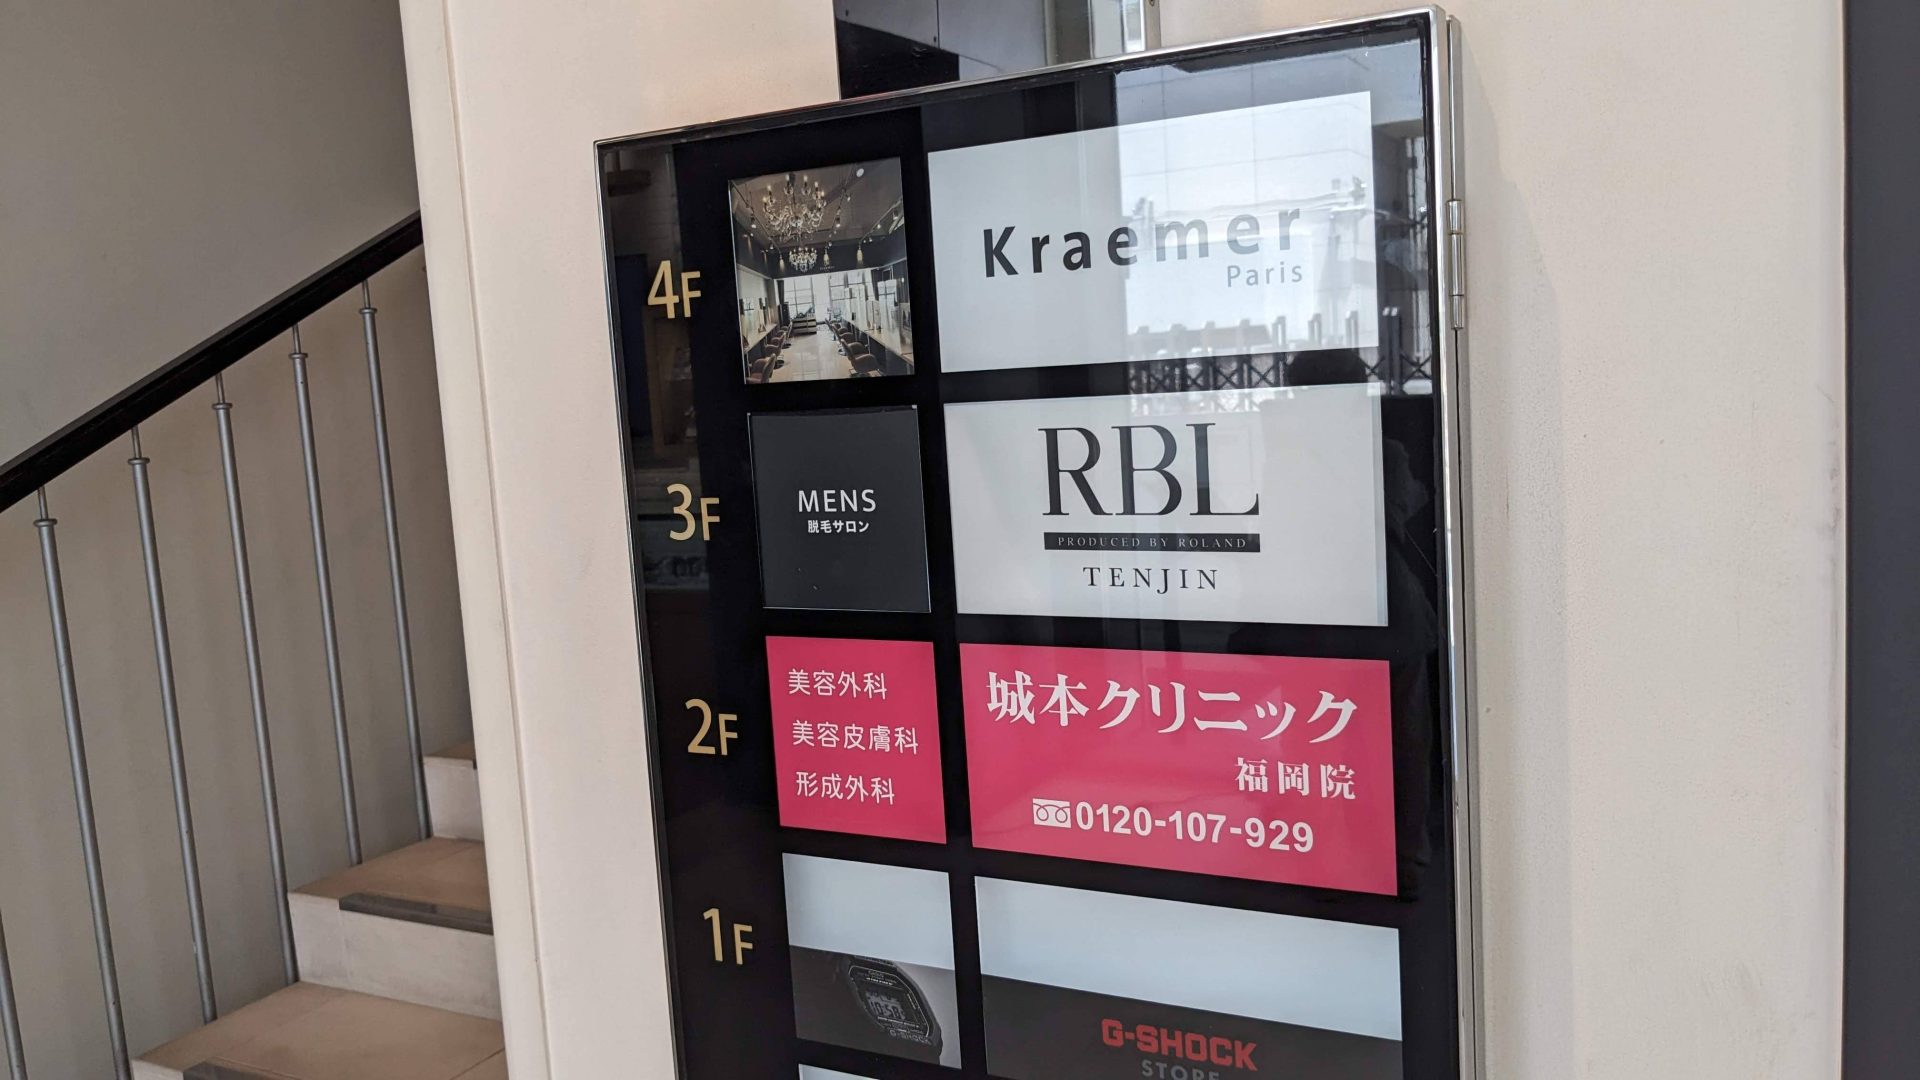 4F
Kraemer
Paris
3F
MENS
脱毛サロン
RBL
PRODUCED BY ROLAND
TENJIN
2F
美容外科
美容皮膚科
形成外科
城本クリニック
福岡院
0120-107-929
1F
G-SHOCK
G-SHOCK
STORE